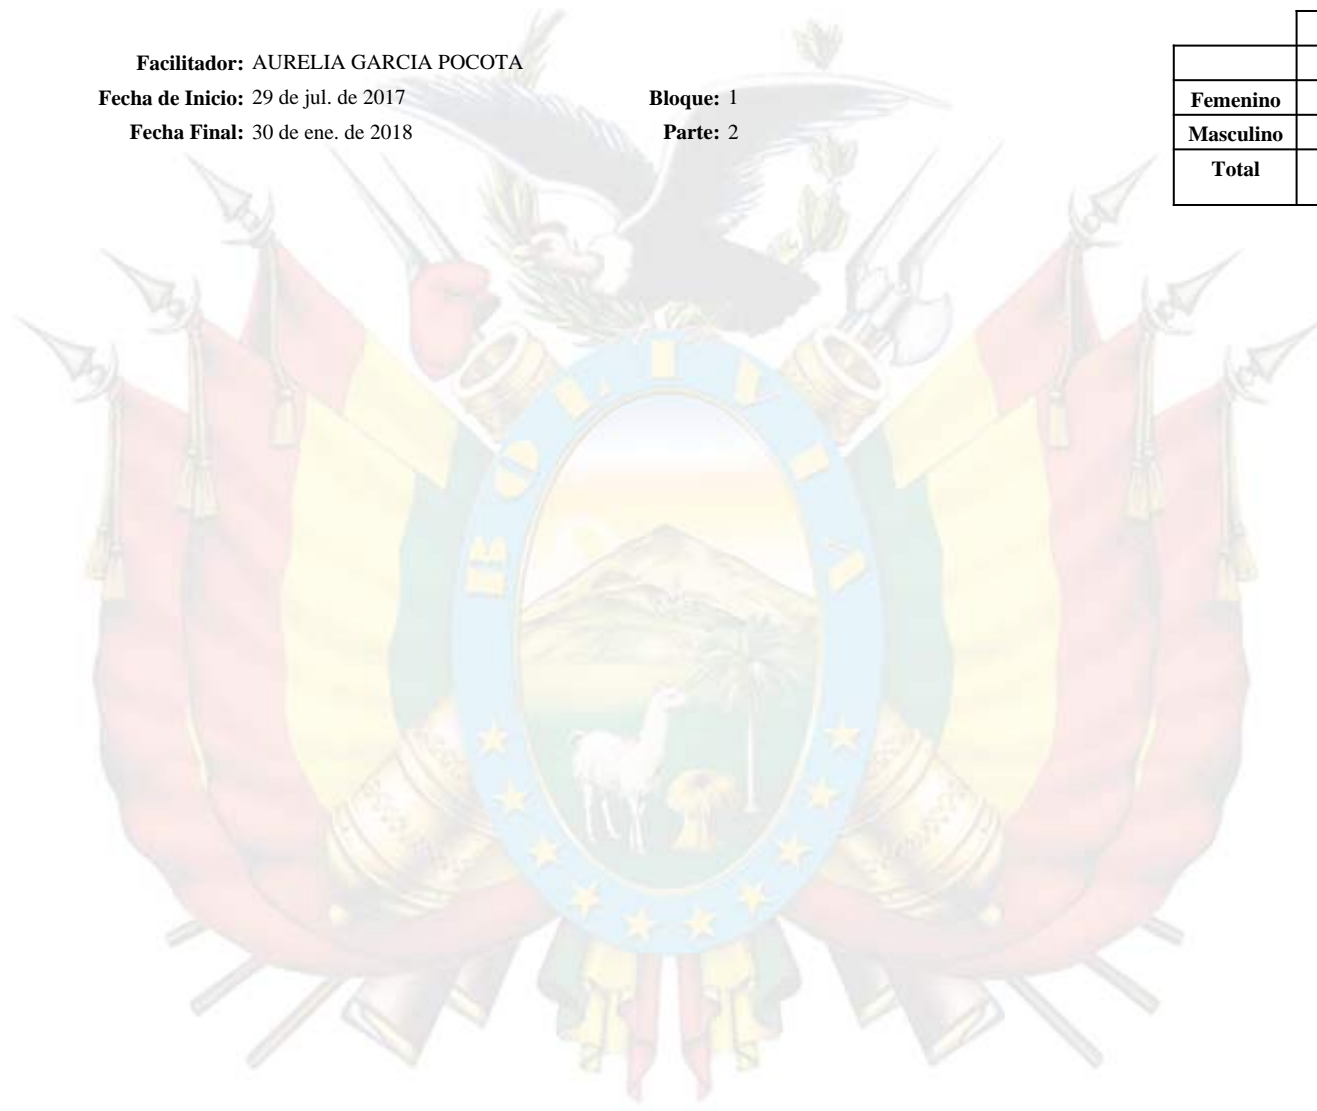 Facilitador: AURELIA GARCIA POCOTA
Fecha de Inicio: 29 de jul. de 2017 Bloque: 1
Fecha Final: 30 de ene. de 2018 Parte: 2
Femenino
Masculino
Total
BOLIVIA